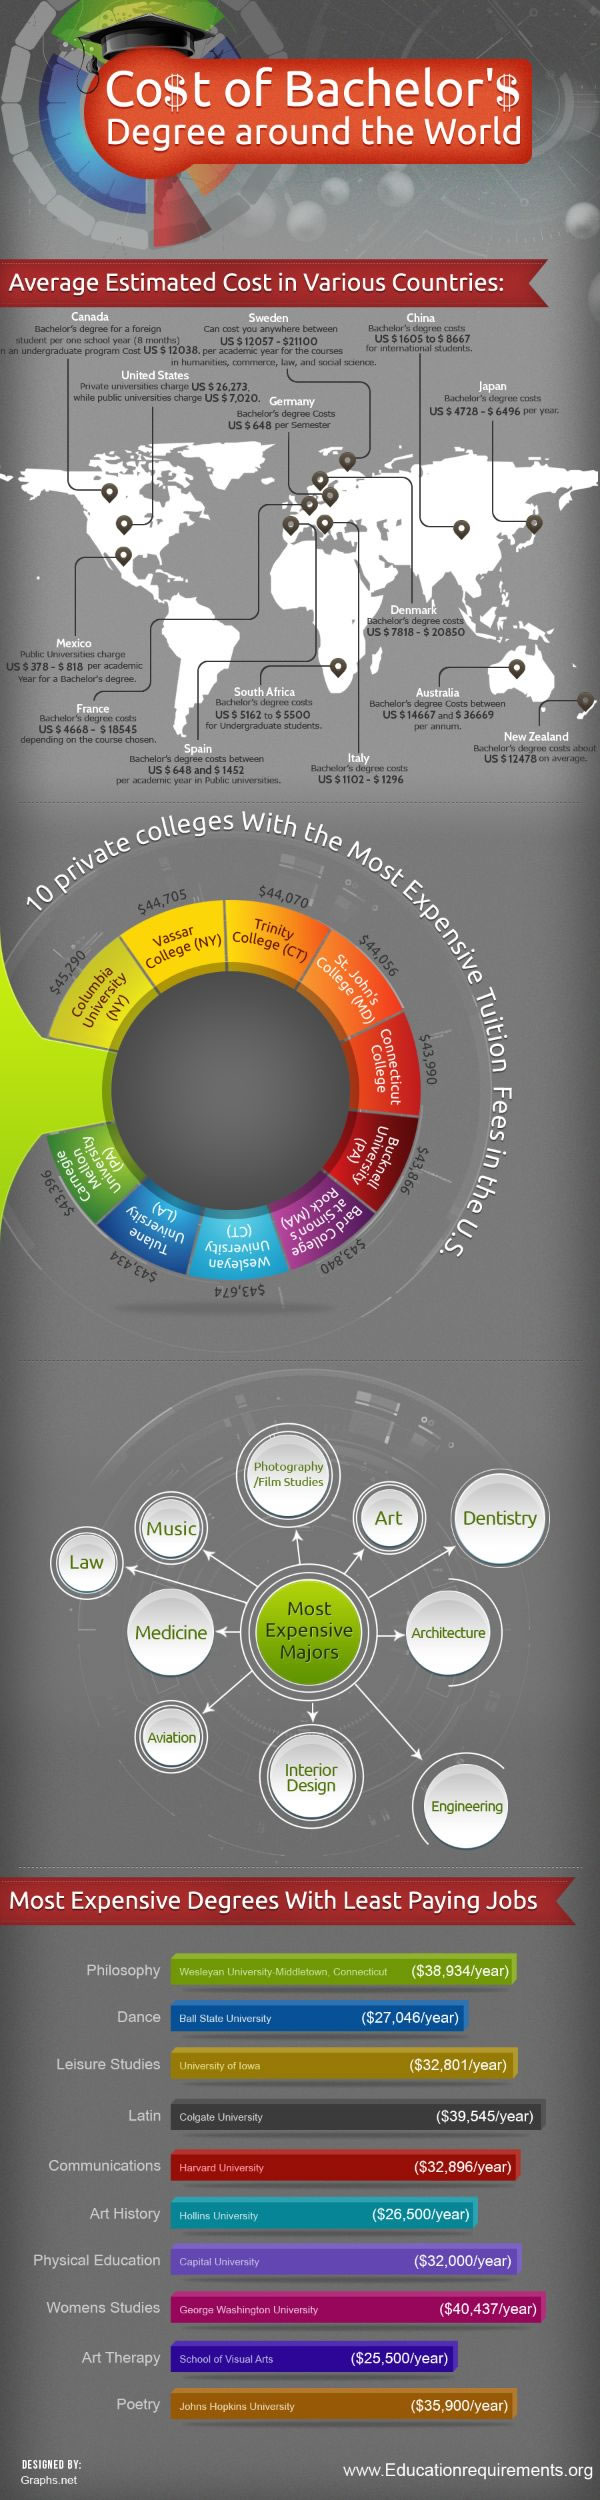 Co$t of Bachelor'$
Degree around the World
Average Estimated Cost in Various Countries:
Canada
Bachelor's degree for a foreign
student per one school year (8 months)
n an undergraduate program Cost US $ 12038.
Sweden
Can cost you anywhere between
US $ 12057 - $21100
per academic year for the courses
in humanities, commerce, law, and social science.
China
Bachelor's degree costs
US $ 1605 to $ 8667
for international students.
United States
Private universities charge US $ 26,273,
while public universities charge US $ 7,020.
Germany
Bachelor's degree Costs
US $ 648 per Semester
Japan
Bachelor's degree costs
US $ 4728 - $ 6496 per year.
Denmark
Bachelor's degree costs
US $ 7818 - $ 20850
Mexico
Public Universities charge
US $ 378 - $ 818 per academic
Year for a Bachelor's degree.
France
Bachelor's degree costs
US $ 4668 - $ 18545
depending on the course chosen.
South Africa
Bachelor's degree costs
US $ 5162 to $ 5500
for Undergraduate students.
Australia
Bachelor's degree Costs between
US $ 14667 and $ 36669
per annum.
Spain
Bachelor's degree costs between
US $ 648 and $ 1452
per academic year in Public universities.
Italy
Bachelor's degree costs
US $ 1102 - $ 1296
New Zealand
Bachelor's degree costs about
US $ 12478 on average.
10 private colleges With the Most Expensive Tuition Fees in the U.S.
$45,290
Columbia
University
(NY)
$44,705
Vassar
College (NY)
$44,070
Trinity
College (CT)
$44,056
St. John's
College (MD)
$43,990
Connecticut
College
$43,866
Bucknell
University
(PA)
$43,840
Bard College
at Simon's
Rock (MA)
$43,674
Wesleyan
University
(CT)
$43,434
Tulane
University
(LA)
$43,396
Carnegie
Mellon
University
(PA)
Photography
/Film Studies
Music
Art
Dentistry
Law
Most
Expensive
Majors
Medicine
Architecture
Aviation
Interior
Design
Engineering
Most Expensive Degrees With Least Paying Jobs
Philosophy Wesleyan University-Middletown, Connecticut ($38,934/year)
Dance Ball State University ($27,046/year)
Leisure Studies University of Iowa ($32,801/year)
Latin Colgate University ($39,545/year)
Communications Harvard University ($32,896/year)
Art History Hollins University ($26,500/year)
Physical Education Capital University ($32,000/year)
Womens Studies George Washington University ($40,437/year)
Art Therapy School of Visual Arts ($25,500/year)
Poetry Johns Hopkins University ($35,900/year)
DESIGNED BY:
Graphs.net
www.Educationrequirements.org